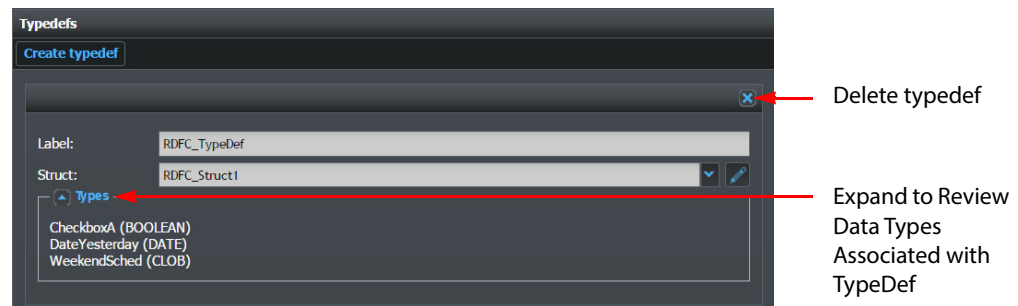 Typedefs
Create typedef
Delete typedef
Label:
RDFC_TypeDef
Struct:
RDFC_Struct1
Types
Expand to Review
Data Types
Associated with
TypeDef
CheckboxA (BOOLEAN)
DateYesterday (DATE)
WeekendSched (CLOB)